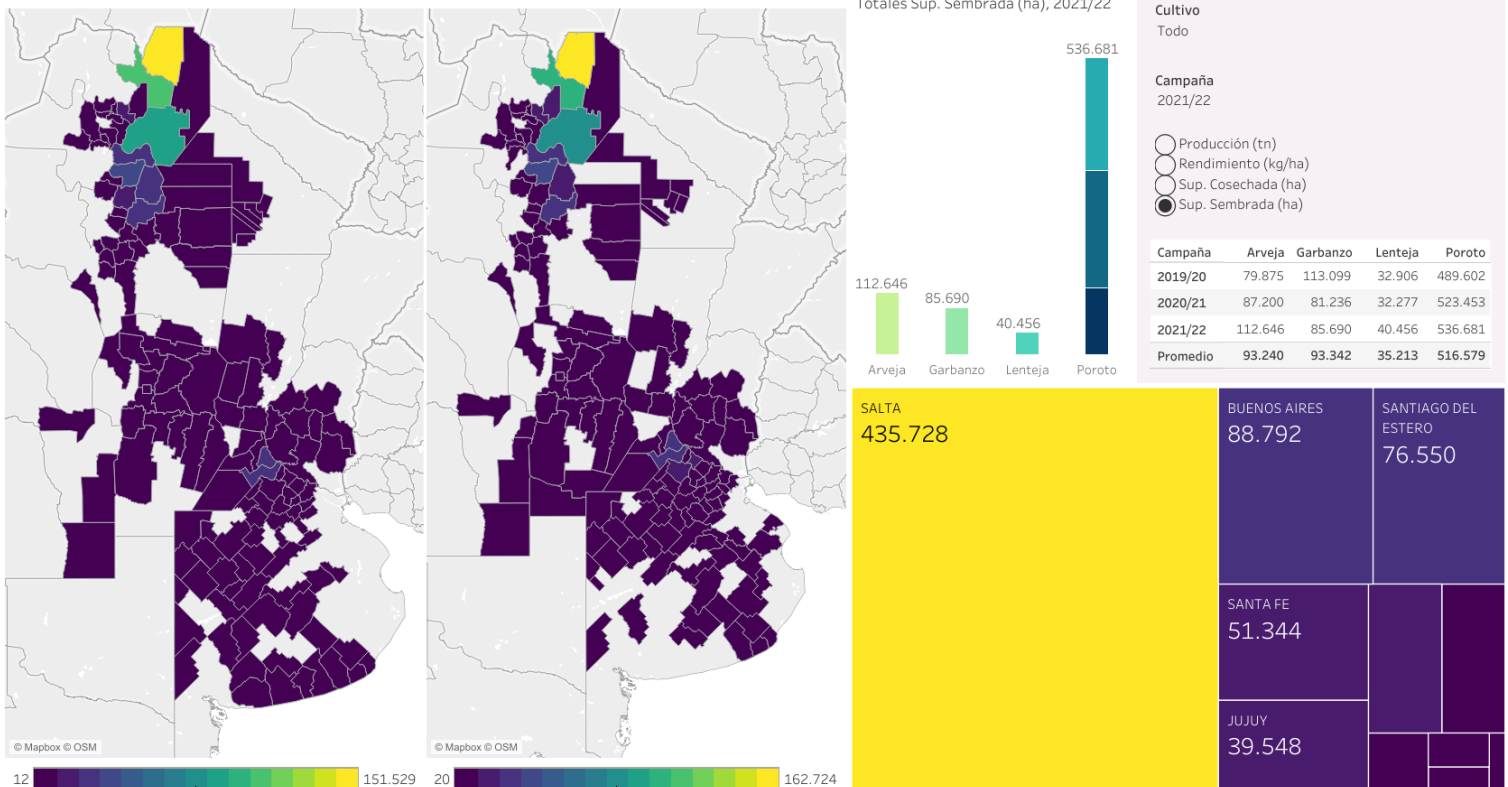 Totales Sup. Sembrada (ha), 2021/22
536.681
112.646
85.690
40.456
Arveja Garbanzo Lenteja Poroto
Cultivo
Todo
Campaña
2021/22
Producción (tn)
Rendimiento (kg/ha)
Sup. Cosechada (ha)
Sup. Sembrada (ha)
Campaña Arveja Garbanzo Lenteja Poroto
2019/20 79.875 113.099 32.906 489.602
2020/21 87.200 81.236 32.277 523.453
2021/22 112.646 85.690 40.456 536.681
Promedio 93.240 93.342 35.213 516.579
SALTA
435.728
BUENOS AIRES
88.792
SANTIAGO DEL
ESTERO
76.550
SANTA FE
51.344
JUJUY
39.548
© Mapbox © OSM
© Mapbox © OSM
12 151.529
20 162.724